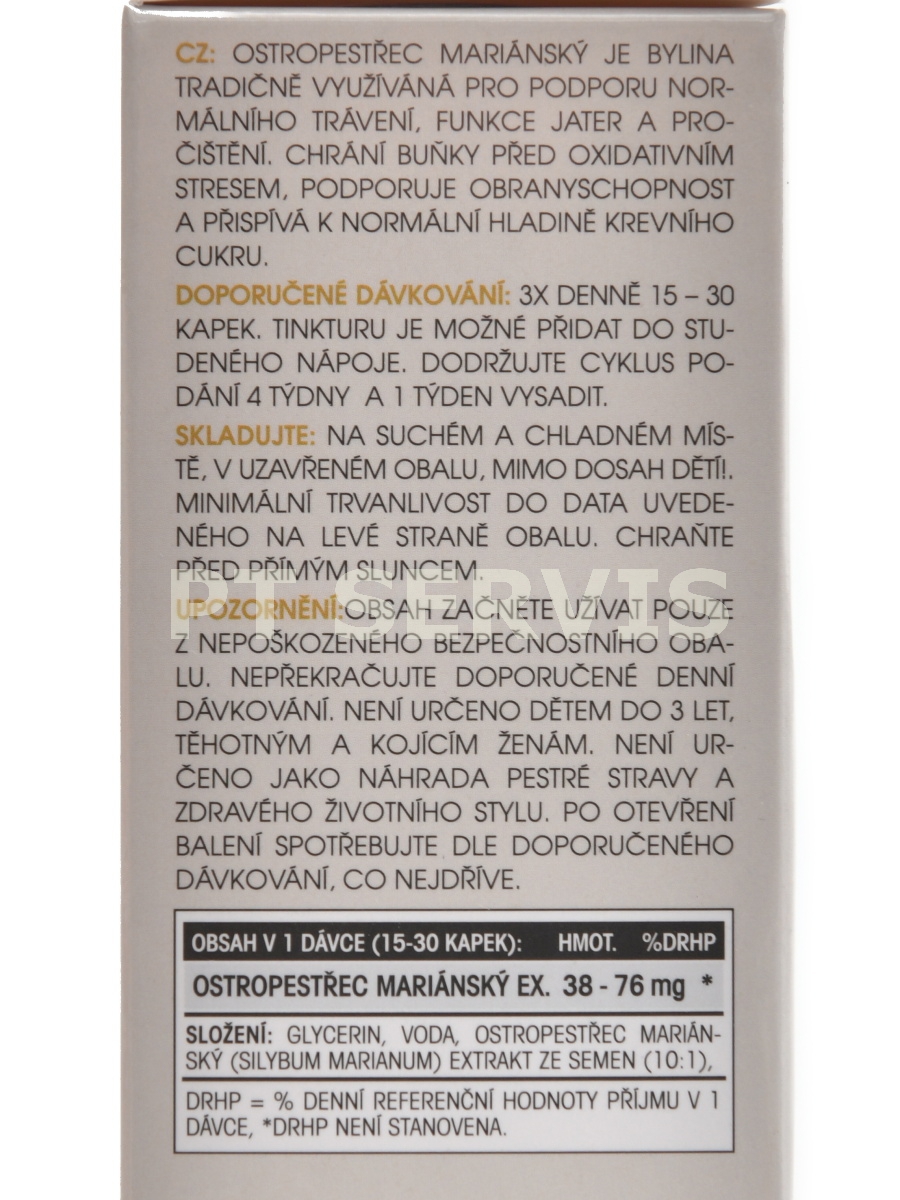 CZ: OSTROPESTŘEC MARIÁNSKÝ JE BYLINA
TRADIČNĚ VYUŽÍVÁNÁ PRO PODPORU NOR-
MÁLNÍHO TRÁVENÍ, FUNKCE JATER A PRO-
ČIŠTĚNÍ. CHRÁNÍ BUŇKY PŘED OXIDATIVNÍM
STRESEM, PODPORUJE OBRANYSCHOPNOST
A PŘISPÍVÁ K NORMÁLNÍ HLADINĚ KREVNÍHO
CUKRU.
DOPORUČENÉ DÁVKOVÁNÍ: 3X DENNĚ 15 – 30
KAPEK. TINKTURU JE MOŽNÉ PŘIDAT DO STU-
DENÉHO NÁPOJE. DODRŽUJTE CYKLUS PO-
DÁNÍ 4 TÝDNY A 1 TÝDEN VYSADIT.
SKLADUJTE: NA SUCHÉM A CHLADNÉM MÍS-
TĚ, V UZAVŘENÉM OBALU, MIMO DOSAH DĚTÍ!.
MINIMÁLNÍ TRVANLIVOST DO DATA UVEDE-
NÉHO NA LEVÉ STRANĚ OBALU. CHRAŇTE
PŘED PŘÍMÝM SLUNCEM.
PT SERVIS
UPOZORNĚNÍ:OBSAH ZAČNĚTE UŽÍVAT POUZE
Z NEPOŠKOZENÉHO BEZPEČNOSTNÍHO OBA-
LU. NEPŘEKRAČUJTE DOPORUČENÉ DENNÍ
DÁVKOVÁNÍ. NENÍ URČENO DĚTEM DO 3 LET,
TĚHOTNÝM A KOJÍCÍM ŽENÁM. NENÍ UR-
ČENO JAKO NÁHRADA PESTRÉ STRAVY A
ZDRAVÉHO ŽIVOTNÍHO STYLU. PO OTEVŘENÍ
BALENÍ SPOTŘEBUJTE DLE DOPORUČENÉHO
DÁVKOVÁNÍ, CO NEJDŘÍVE.
OBSAH V 1 DÁVCE (15-30 KAPEK): HMOT. %DRHP
OSTROPESTŘEC MARIÁNSKÝ EX. 38 - 76 mg *
SLOŽENÍ: GLYCERIN, VODA, OSTROPESTŘEC MARIÁN-
SKÝ (SILYBUM MARIANUM) EXTRAKT ZE SEMEN (10:1),
DRHP = % DENNÍ REFERENČNÍ HODNOTY PŘÍJMU V 1
DÁVCE, *DRHP NENÍ STANOVENA.